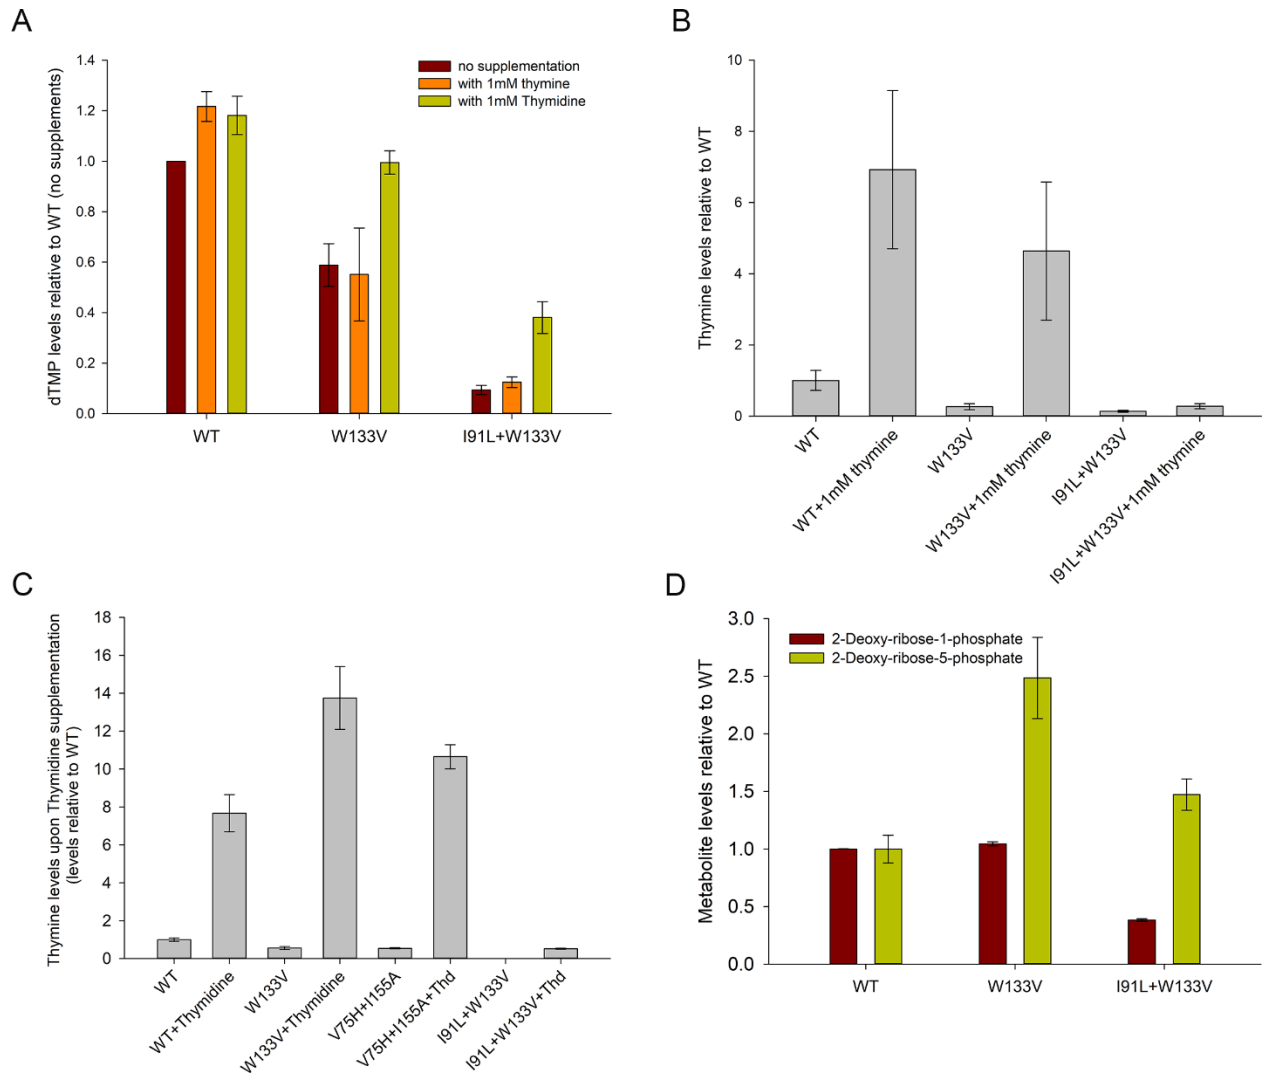 A
dTMP levels relative to WT (no supplements)
1.4
1.2
1.0
0.8
0.6
0.4
0.2
0.0
no supplementation
with 1mM thymine
with 1mM Thymidine
WT
W133V
I91L+W133V
B
Thymine levels relative to WT
10
8
6
4
2
0
WT
WT+1mM thymine
W133V
W133V+1mM thymine
I91L+W133V
I91L+W133V+1mM thymine
C
Thymine levels upon Thymidine supplementation
(levels relative to WT)
18
16
14
12
10
8
6
4
2
0
WT
WT+Thymidine
W133V
W133V+Thymidine
V75H+I155A
V75H+I155A+Thd
I91L+W133V
I91L+W133V+Thd
D
Metabolite levels relative to WT
3.0
2.5
2.0
1.5
1.0
0.5
0.0
2-Deoxy-ribose-1-phosphate
2-Deoxy-ribose-5-phosphate
WT
W133V
I91L+W133V